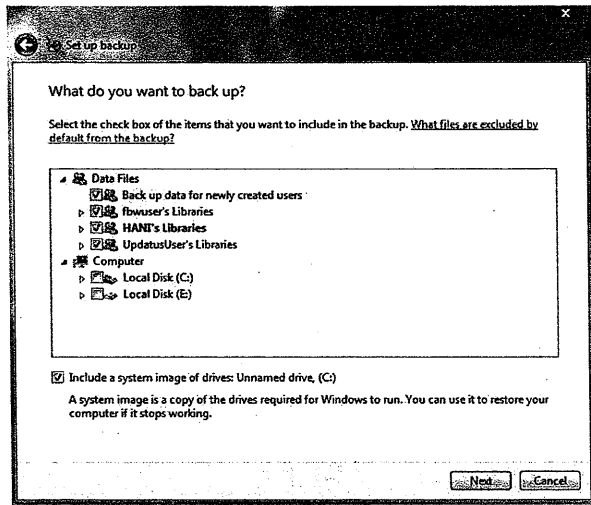 Set up backup
What do you want to back up?
Select the check box of the items that you want to include in the backup. What files are excluded by
default from the backup?
Data Files
Back up data for newly created users
fbwuser's Libraries
HANI's Libraries
UpdatusUser's Libraries
Computer
Local Disk (C:)
Local Disk (E:)
Include a system image of drives: Unnamed drive, (C:)
A system image is a copy of the drives required for Windows to run. You can use it to restore your
computer if it stops working.
Next Cancel